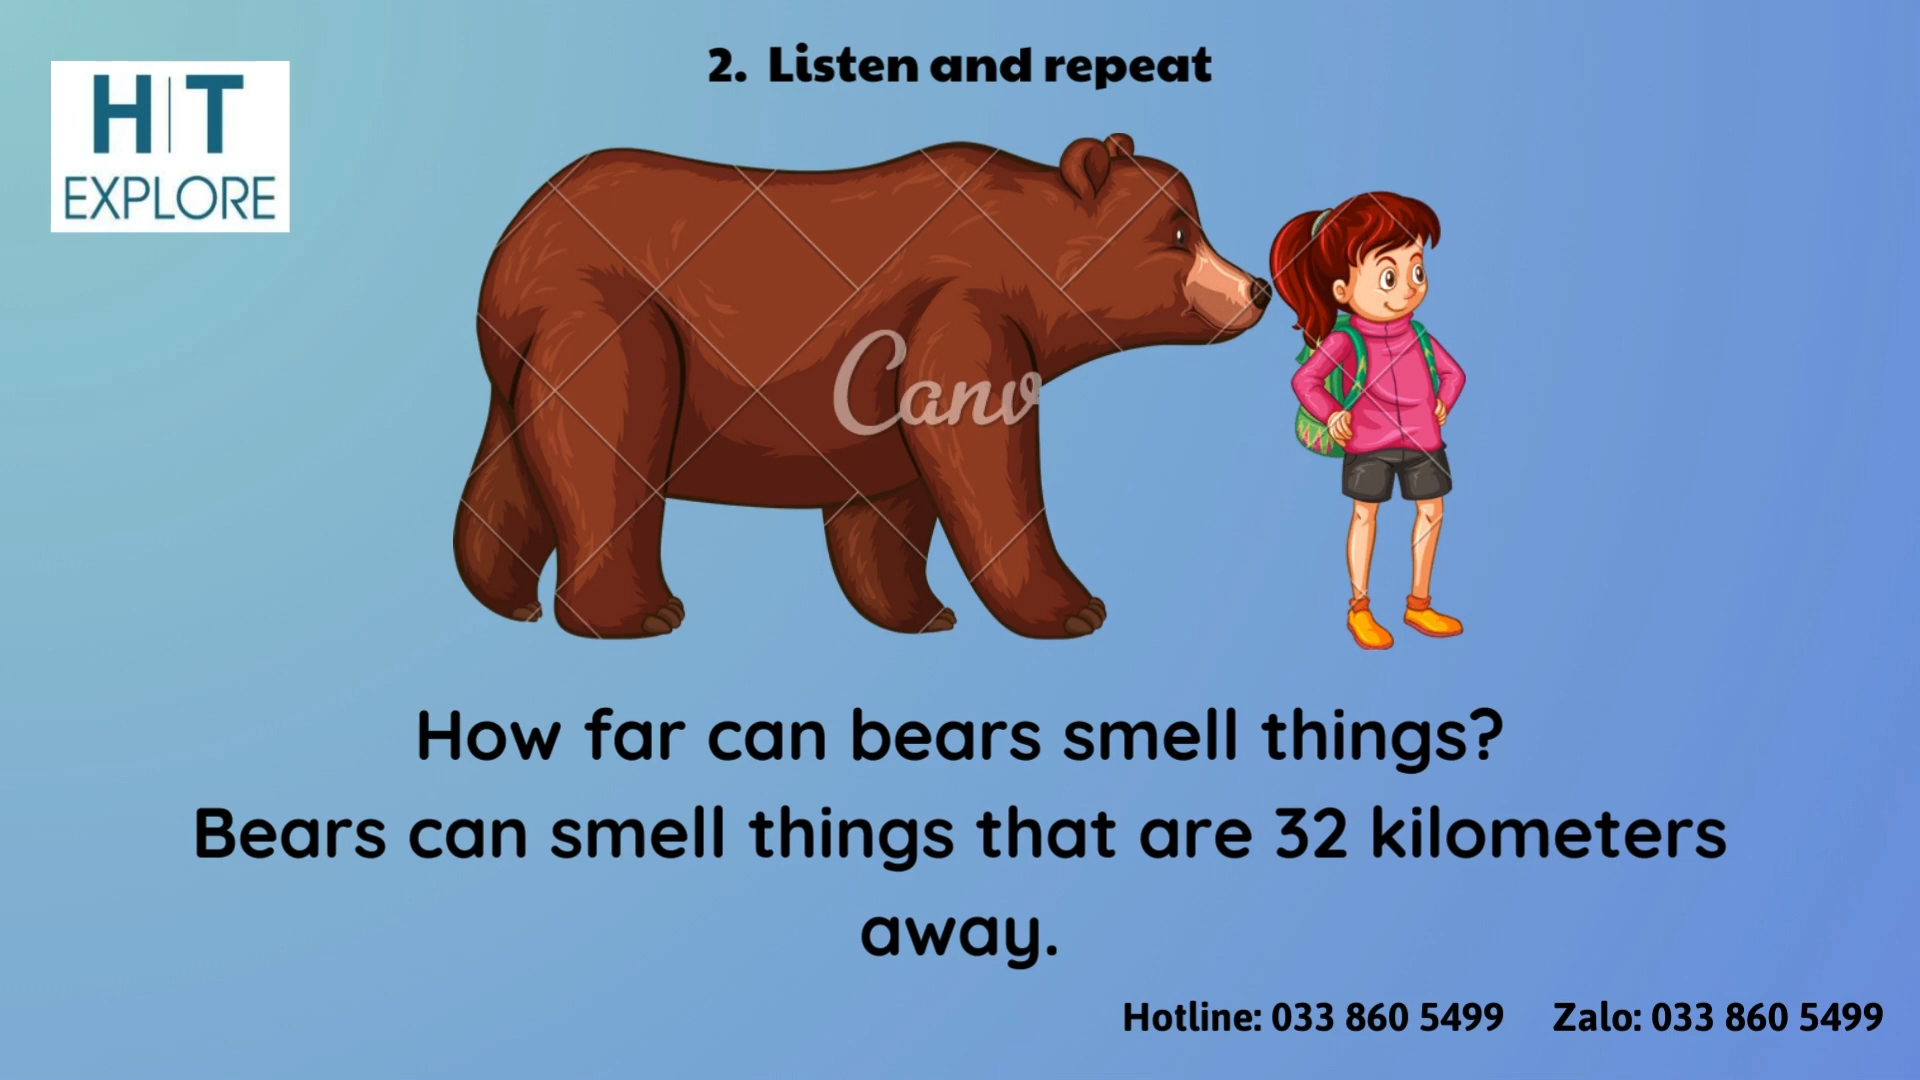 2. Listen and repeat
H|T
EXPLORE
Canv
How far can bears smell things?
Bears can smell things that are 32 kilometers
away.
Hotline: 033 860 5499 Zalo: 033 860 5499